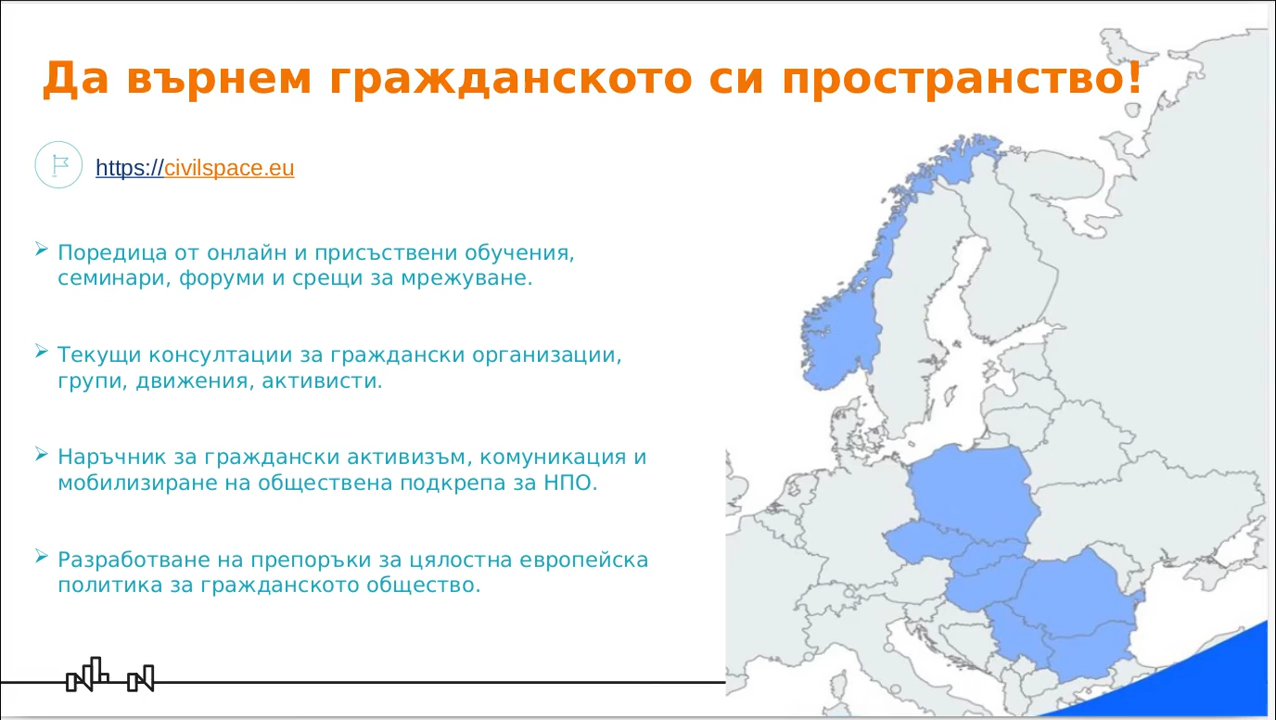 Да върнем гражданското си пространство!
https://civilspace.eu
Поредица от онлайн и присъствени обучения,
семинари, форуми и срещи за мрежуване.
Текущи консултации за граждански организации,
групи, движения, активисти.
Наръчник за граждански активизъм, комуникация и
мобилизиране на обществена подкрепа за НПО.
Разработване на препоръки за цялостна европейска
политика за гражданското общество.